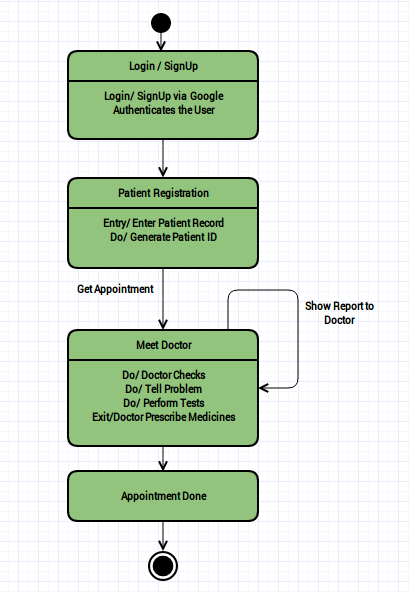 Login / SignUp
Login/ SignUp via Google
Authenticates the User
Patient Registration
Entry/ Enter Patient Record
Do/ Generate Patient ID
Get Appointment
Show Report to
Doctor
Meet Doctor
Do/ Doctor Checks
Do/ Tell Problem
Do/ Perform Tests
Exit/Doctor Prescribe Medicines
Appointment Done